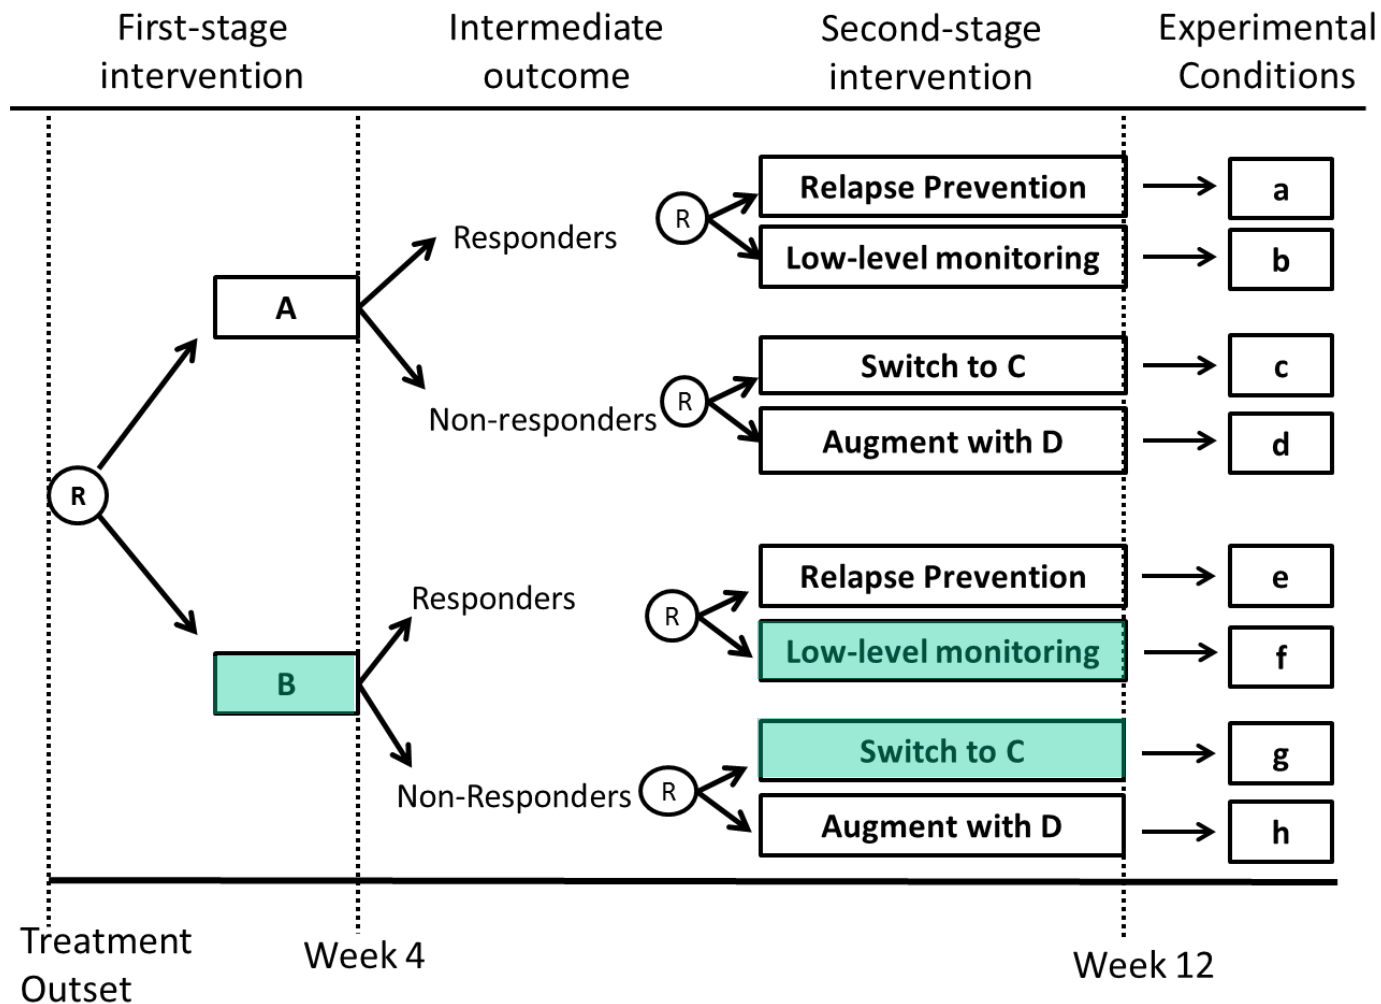 First-stage
intervention
Intermediate
outcome
Second-stage
intervention
Experimental
Conditions
R
A
Responders
R
Relapse Prevention
a
Low-level monitoring
b
Non-responders
R
Switch to C
c
Augment with D
d
B
Responders
R
Relapse Prevention
e
Low-level monitoring
f
Non-Responders
R
Switch to C
g
Augment with D
h
Treatment
Outset
Week 4
Week 12